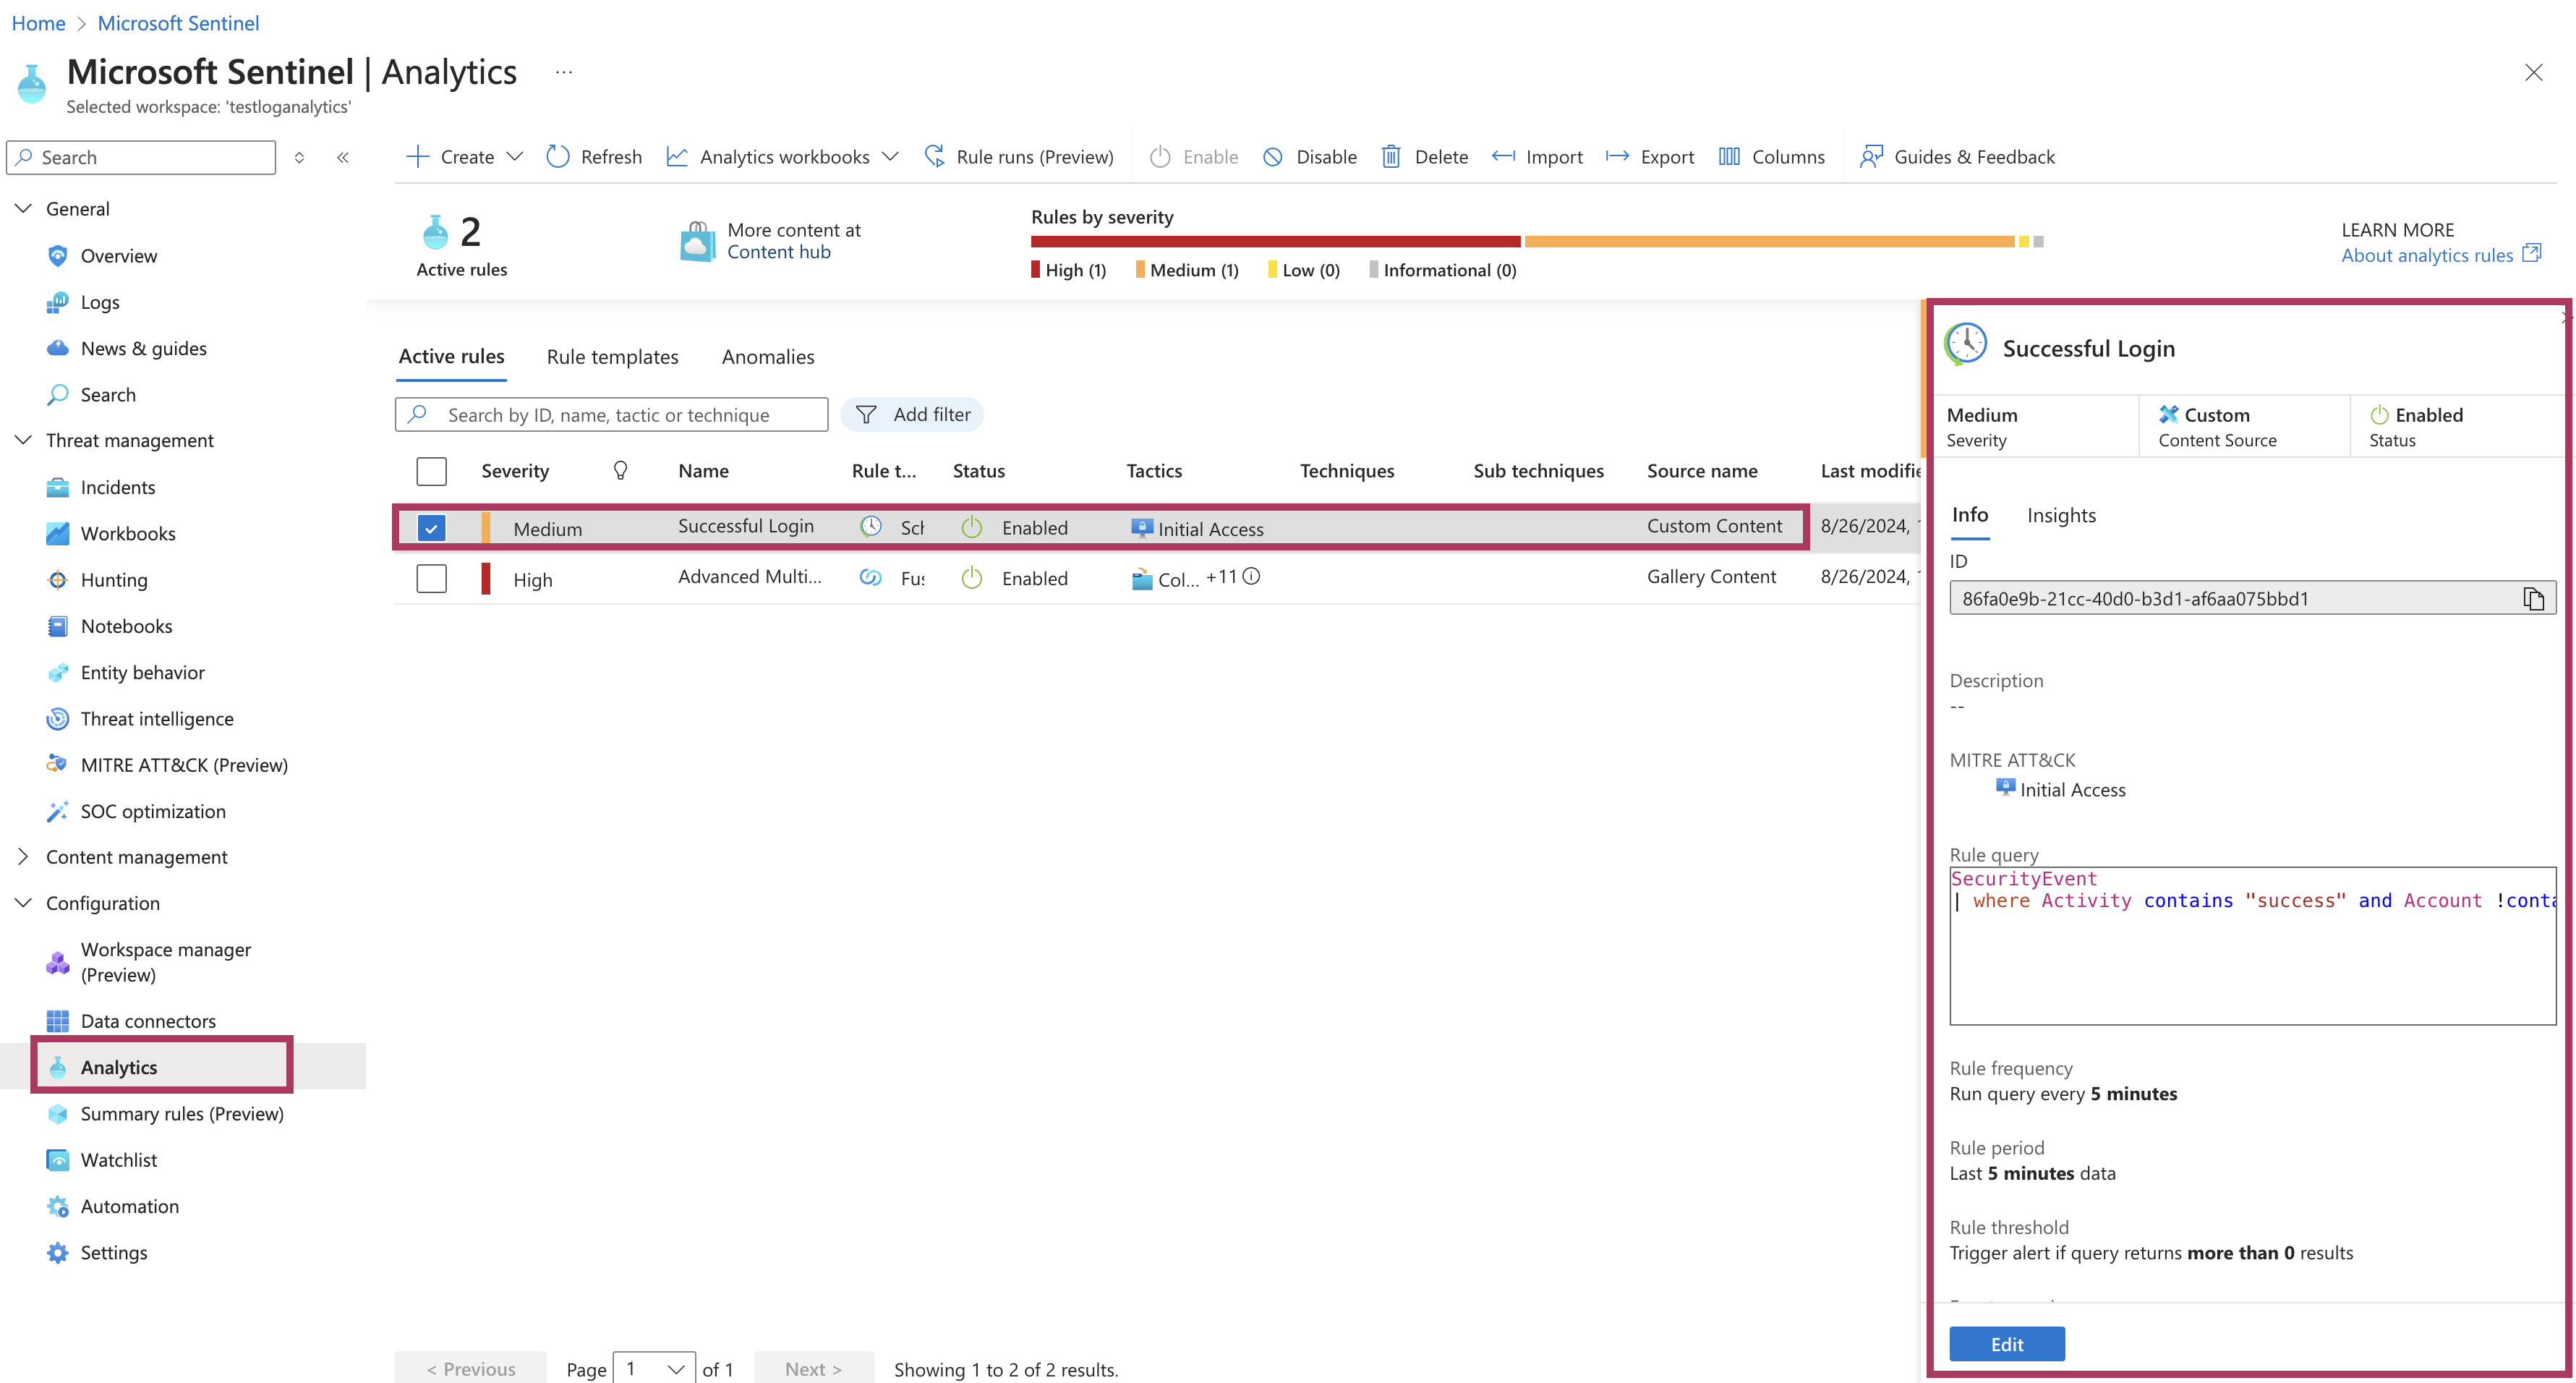 Home > Microsoft Sentinel
Microsoft Sentinel | Analytics ...
Selected workspace: 'testloganalytics'
Search
General
Overview
Logs
News & guides
Search
Threat management
Incidents
Workbooks
Hunting
Notebooks
Entity behavior
Threat intelligence
MITRE ATT&CK (Preview)
SOC optimization
Content management
Configuration
Workspace manager
(Preview)
Data connectors
Analytics
Summary rules (Preview)
Watchlist
Automation
Settings
Create Refresh Analytics workbooks Rule runs (Preview) Enable Disable Delete Import Export Columns Guides & Feedback
2
Active rules
More content at
Content hub
Rules by severity
High (1) Medium (1) Low (0) Informational (0)
LEARN MORE
About analytics rules
Active rules Rule templates Anomalies
Search by ID, name, tactic or technique Add filter
Severity Name Rule t... Status Tactics Techniques Sub techniques Source name Last modifie
Medium Successful Login Sch Enabled Initial Access Custom Content 8/26/2024,
High Advanced Multi... Fus Enabled Col... +11 Gallery Content 8/26/2024,
< Previous Page 1 of 1 Next > Showing 1 to 2 of 2 results.
Successful Login
Medium Custom Enabled
Severity Content Source Status
Info Insights
ID
86fa0e9b-21cc-40d0-b3d1-af6aa075bbd1
Description
--
MITRE ATT&CK
Initial Access
Rule query
SecurityEvent
| where Activity contains "success" and Account !conta
Rule frequency
Run query every 5 minutes
Rule period
Last 5 minutes data
Rule threshold
Trigger alert if query returns more than 0 results
Edit